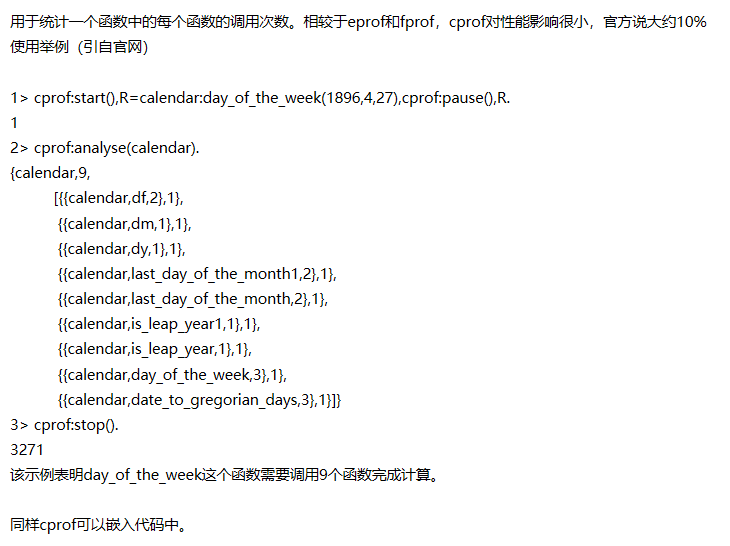 用于统计一个函数中的每个函数的调用次数。相较于eprof和fprof，cprof对性能影响很小，官方说大约10%
使用举例（引自官网）
1> cprof:start(),R=calendar:day_of_the_week(1896,4,27),cprof:pause(),R.
1
2> cprof:analyse(calendar).
{calendar,9,
[{{calendar,df,2},1},
{{calendar,dm,1},1},
{{calendar,dy,1},1},
{{calendar,last_day_of_the_month1,2},1},
{{calendar,last_day_of_the_month,2},1},
{{calendar,is_leap_year1,1},1},
{{calendar,is_leap_year,1},1},
{{calendar,day_of_the_week,3},1},
{{calendar,date_to_gregorian_days,3},1}]}
3> cprof:stop().
3271
该示例表明day_of_the_week这个函数需要调用9个函数完成计算。
同样cprof可以嵌入代码中。